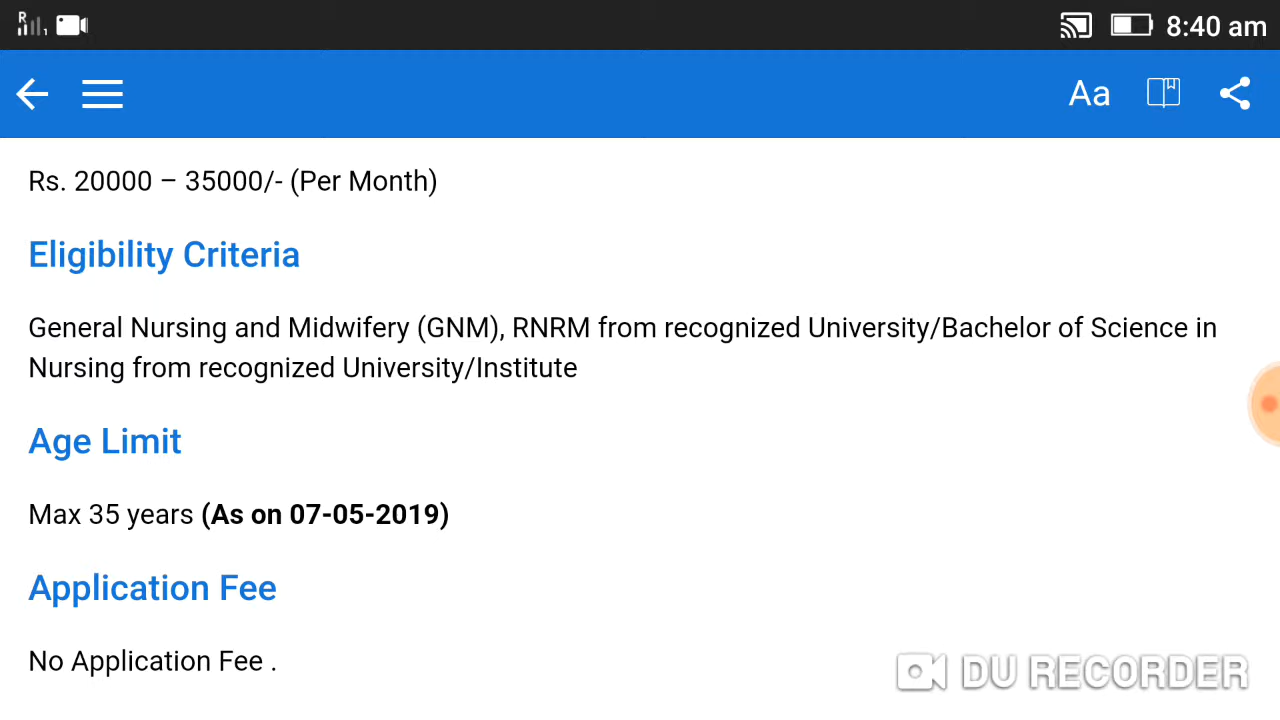 R
1
8:40 am
Aa
Rs. 20000 – 35000/- (Per Month)
Eligibility Criteria
General Nursing and Midwifery (GNM), RNRM from recognized University/Bachelor of Science in
Nursing from recognized University/Institute
Age Limit
Max 35 years (As on 07-05-2019)
Application Fee
No Application Fee .
DU RECORDER